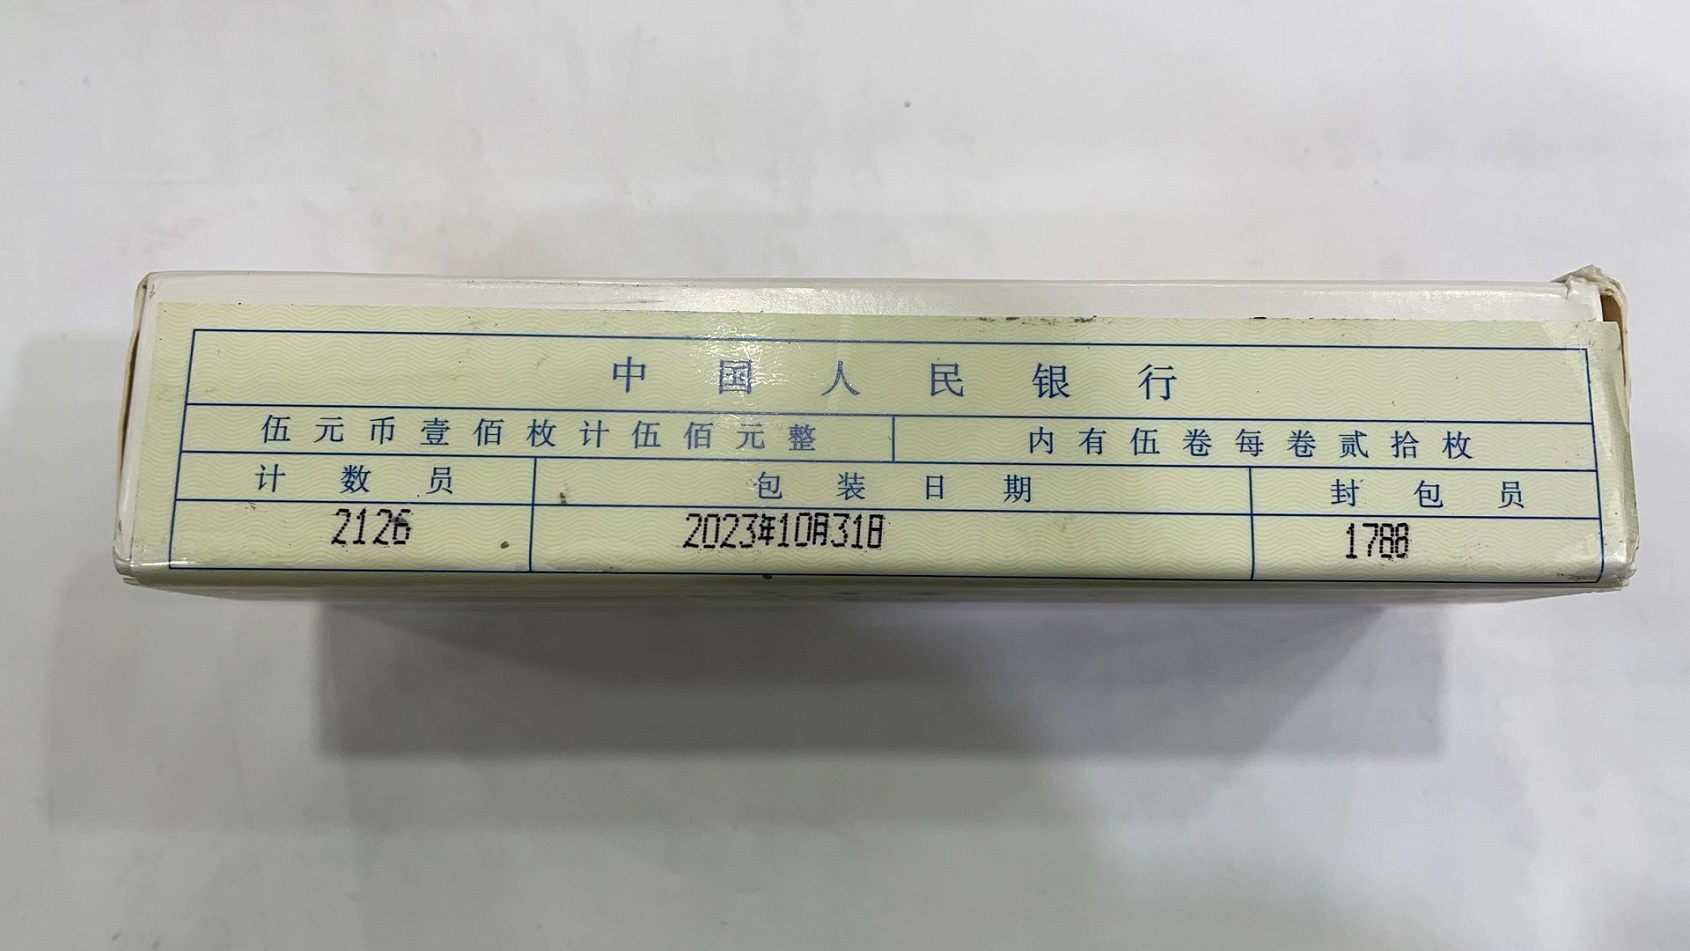 中国人民银行
伍元币壹佰枚计伍佰元整 内有伍卷每卷贰拾枚
计数员 包装日期 封包员
2126 2023年10月31日 1788